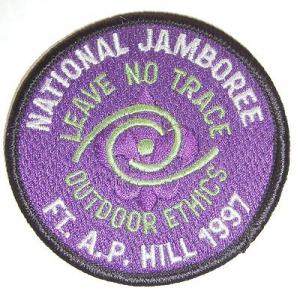 NATIONAL JAMBOREE
LEAVE NO TRACE
OUTDOOR ETHICS
FT. A.P. HILL 1997